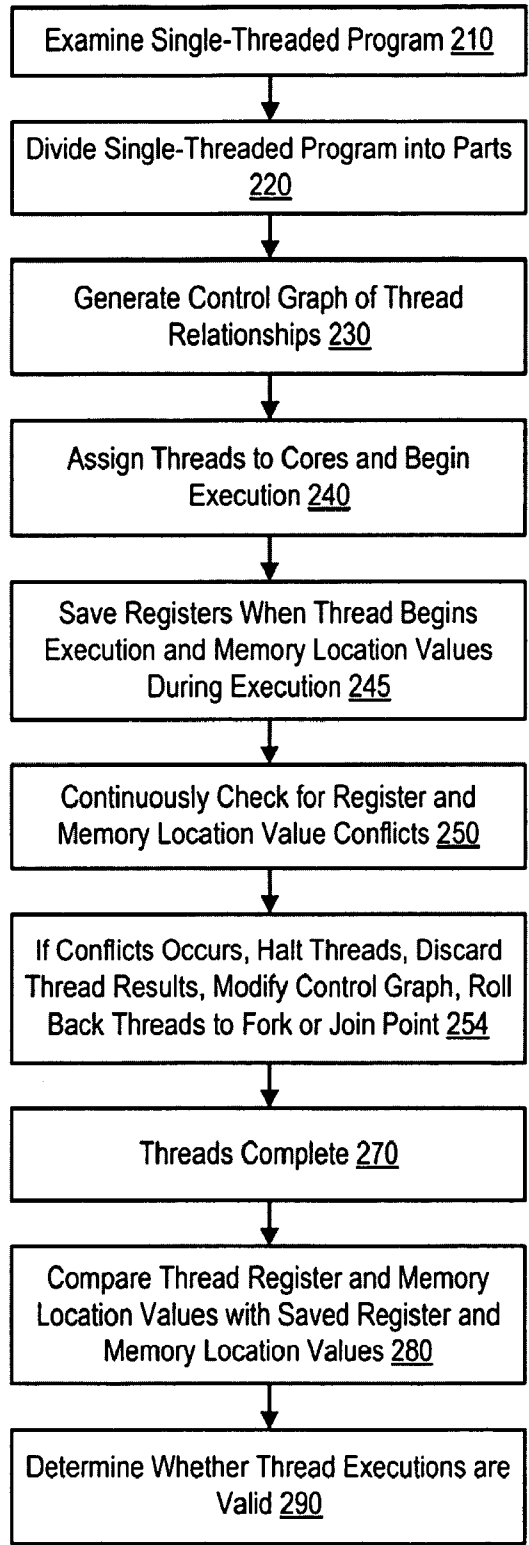 Examine Single-Threaded Program 210
Divide Single-Threaded Program into Parts
220
Generate Control Graph of Thread
Relationships 230
Assign Threads to Cores and Begin
Execution 240
Save Registers When Thread Begins
Execution and Memory Location Values
During Execution 245
Continuously Check for Register and
Memory Location Value Conflicts 250
If Conflicts Occurs, Halt Threads, Discard
Thread Results, Modify Control Graph, Roll
Back Threads to Fork or Join Point 254
Threads Complete 270
Compare Thread Register and Memory
Location Values with Saved Register and
Memory Location Values 280
Determine Whether Thread Executions are
Valid 290